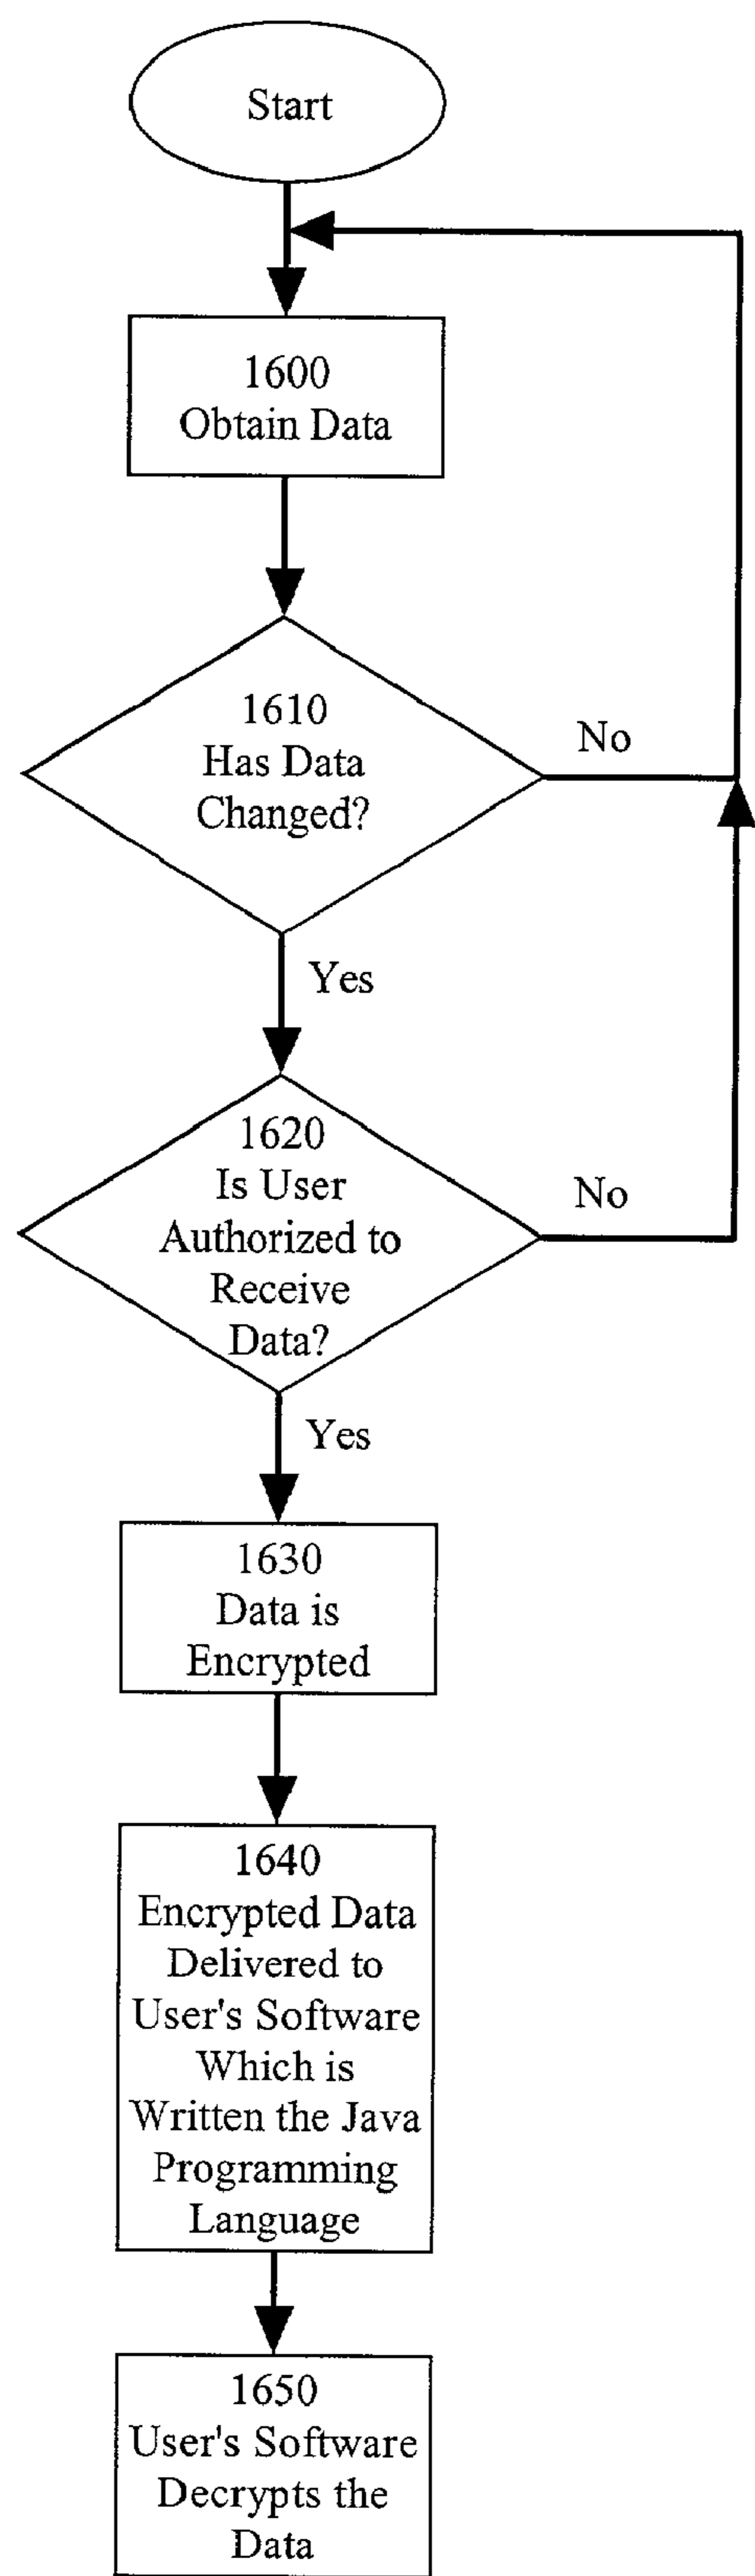 Start
1600
Obtain Data
1610
Has Data
Changed?
No
Yes
1620
Is User
Authorized to
Receive
Data?
No
Yes
1630
Data is
Encrypted
1640
Encrypted Data
Delivered to
User's Software
Which is
Written the Java
Programming
Language
1650
User's Software
Decrypts the
Data